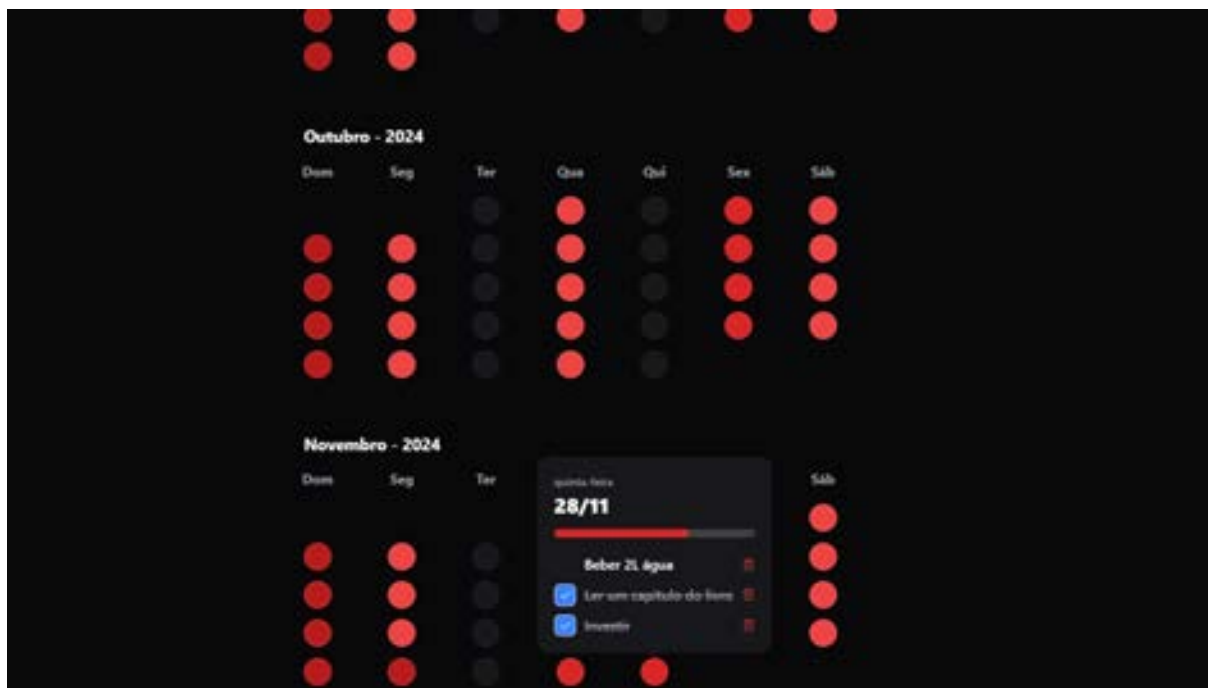 Outubro - 2024
Dom Seg Ter Qua Qui Sex Sáb
Novembro - 2024
Dom Seg Ter Sáb
quinta-feira
28/11
Beber 2L água
Ler um capítulo do livro
Investir